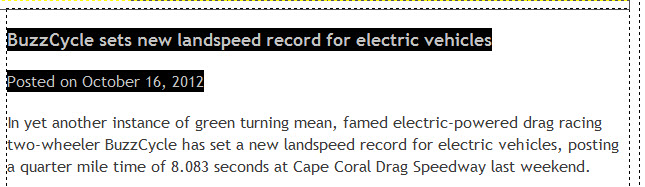 BuzzCycle sets new landspeed record for electric vehicles
Posted on October 16, 2012
In yet another instance of green turning mean, famed electric-powered drag racing
two-wheeler BuzzCycle has set a new landspeed record for electric vehicles, posting
a quarter mile time of 8.083 seconds at Cape Coral Drag Speedway last weekend.